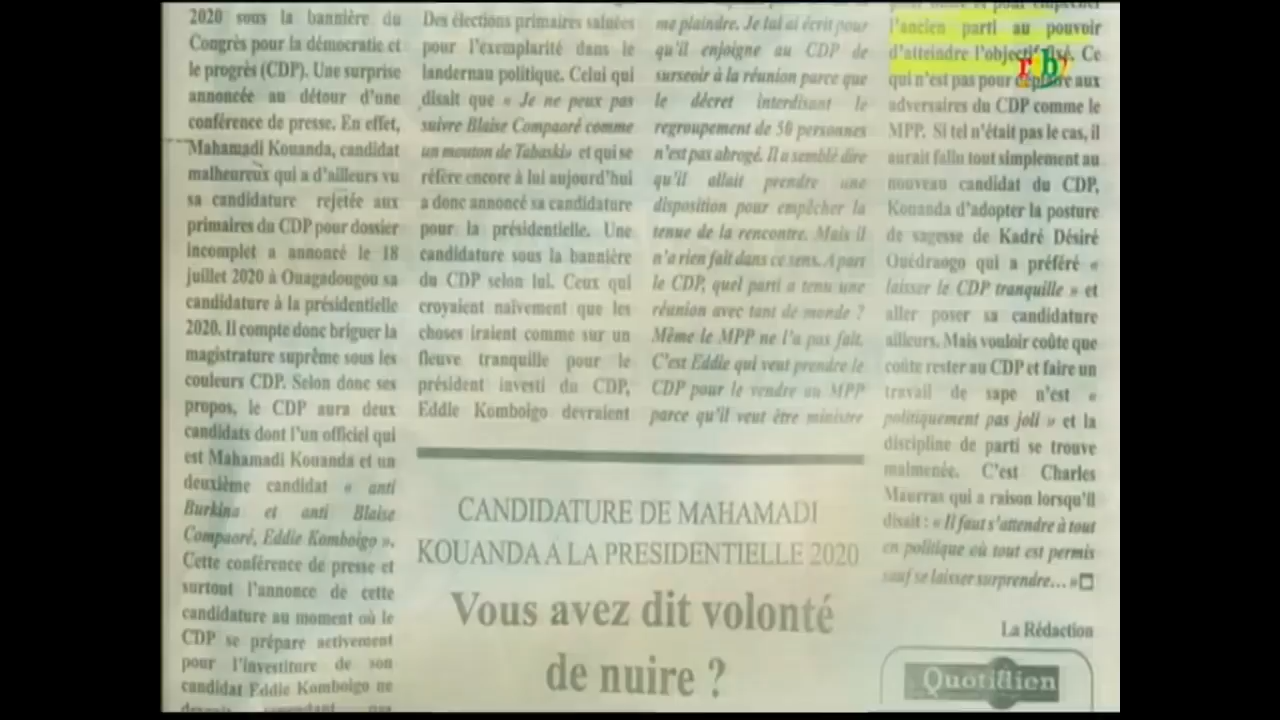 2020 sous la bannière du
Congrès pour la démocratie et
le progrès (CDP). Une surprise
annoncée au détour d'une
conférence de presse. En effet,
Mahamadi Kouanda, candidat
malheureux qui a d'ailleurs vu
sa candidature rejetée aux
primaires du CDP pour dossier
incomplet a annoncé le 18
juillet 2020 à Ouagadougou sa
candidature à la présidentielle
2020. Il compte donc briguer la
magistrature suprême sous les
couleurs CDP. Selon donc ses
propos, le CDP aura deux
candidats dont l'un officiel qui
est Mahamadi Kouanda et un
deuxième candidat « anti
Burkina et anti Blaise
Compaoré, Eddie Komboigo ».
Cette conférence de presse et
surtout l'annonce de cette
candidature au moment où le
CDP se prépare activement
pour l'investiture de son
candidat Eddie Komboigo ne
Des élections primaires saluées
pour l'exemplarité dans le
landernau politique. Celui qui
disait que « Je ne peux pas
suivre Blaise Compaoré comme
un mouton de Tabaski» et qui se
réfère encore à lui aujourd'hui
a donc annoncé sa candidature
pour la présidentielle. Une
candidature sous la bannière
du CDP selon lui. Ceux qui
croyaient naïvement que les
choses iraient comme sur un
fleuve tranquille pour le
président investi du CDP,
Eddie Komboigo devraient
me plaindre. Je lui ai écrit pour
qu'il enjoigne au CDP de
surseoir à la réunion parce que
le décret interdisant le
regroupement de 50 personnes
n'est pas abrogé. Il a semblé dire
qu'il allait prendre une
disposition pour empêcher la
tenue de la rencontre. Mais il
n'a rien fait dans ce sens. A part
le CDP, quel parti a tenu une
réunion avec tant de monde ?
Même le MPP ne l'a pas fait.
C'est Eddie qui veut prendre le
CDP pour le vendre au MPP
parce qu'il veut être ministre
l'ancien parti au pouvoir
d'atteindre l'objectif fixé. Ce
qui n'est pas pour déplaire aux
adversaires du CDP comme le
MPP. Si tel n'était pas le cas, il
aurait fallu tout simplement au
nouveau candidat du CDP,
Kouanda d'adopter la posture
de sagesse de Kadré Désiré
Ouédraogo qui a préféré «
laisser le CDP tranquille » et
aller poser sa candidature
ailleurs. Mais vouloir coûte que
coûte rester au CDP et faire un
travail de sape n'est «
politiquement pas joli » et la
discipline de parti se trouve
malmenée. C'est Charles
Maurras qui a raison lorsqu'il
disait : « Il faut s'attendre à tout
en politique où tout est permis
sauf se laisser surprendre... »
La Rédaction
CANDIDATURE DE MAHAMADI
KOUANDA A LA PRESIDENTIELLE 2020
Vous avez dit volonté
de nuire ?
Quotidien
rtb